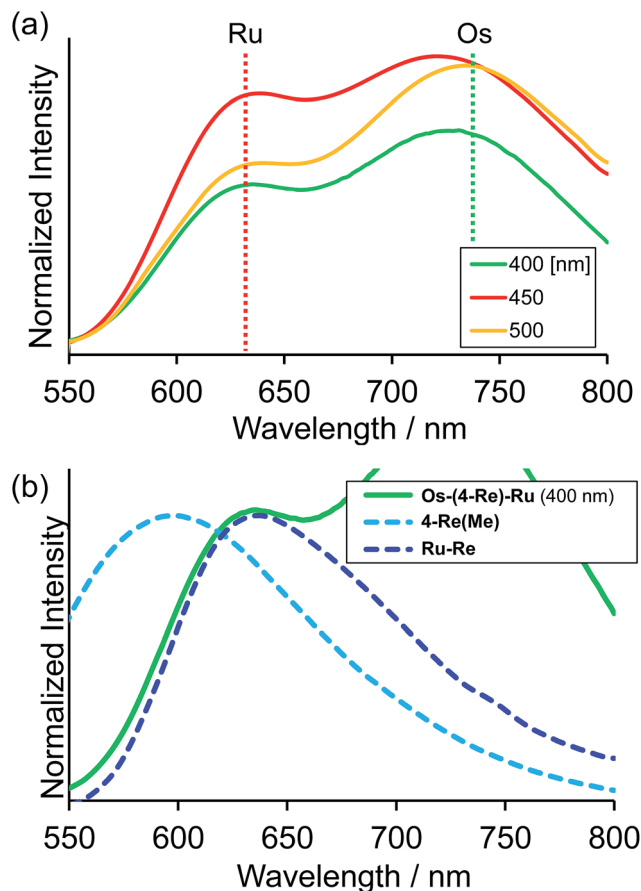 (a)
Ru
Os
Normalized Intensity
400 [nm]
450
500
550 600 650 700 750 800
Wavelength / nm
(b)
Normalized Intensity
Os-(4-Re)-Ru (400 nm)
4-Re(Me)
Ru-Re
550 600 650 700 750 800
Wavelength / nm